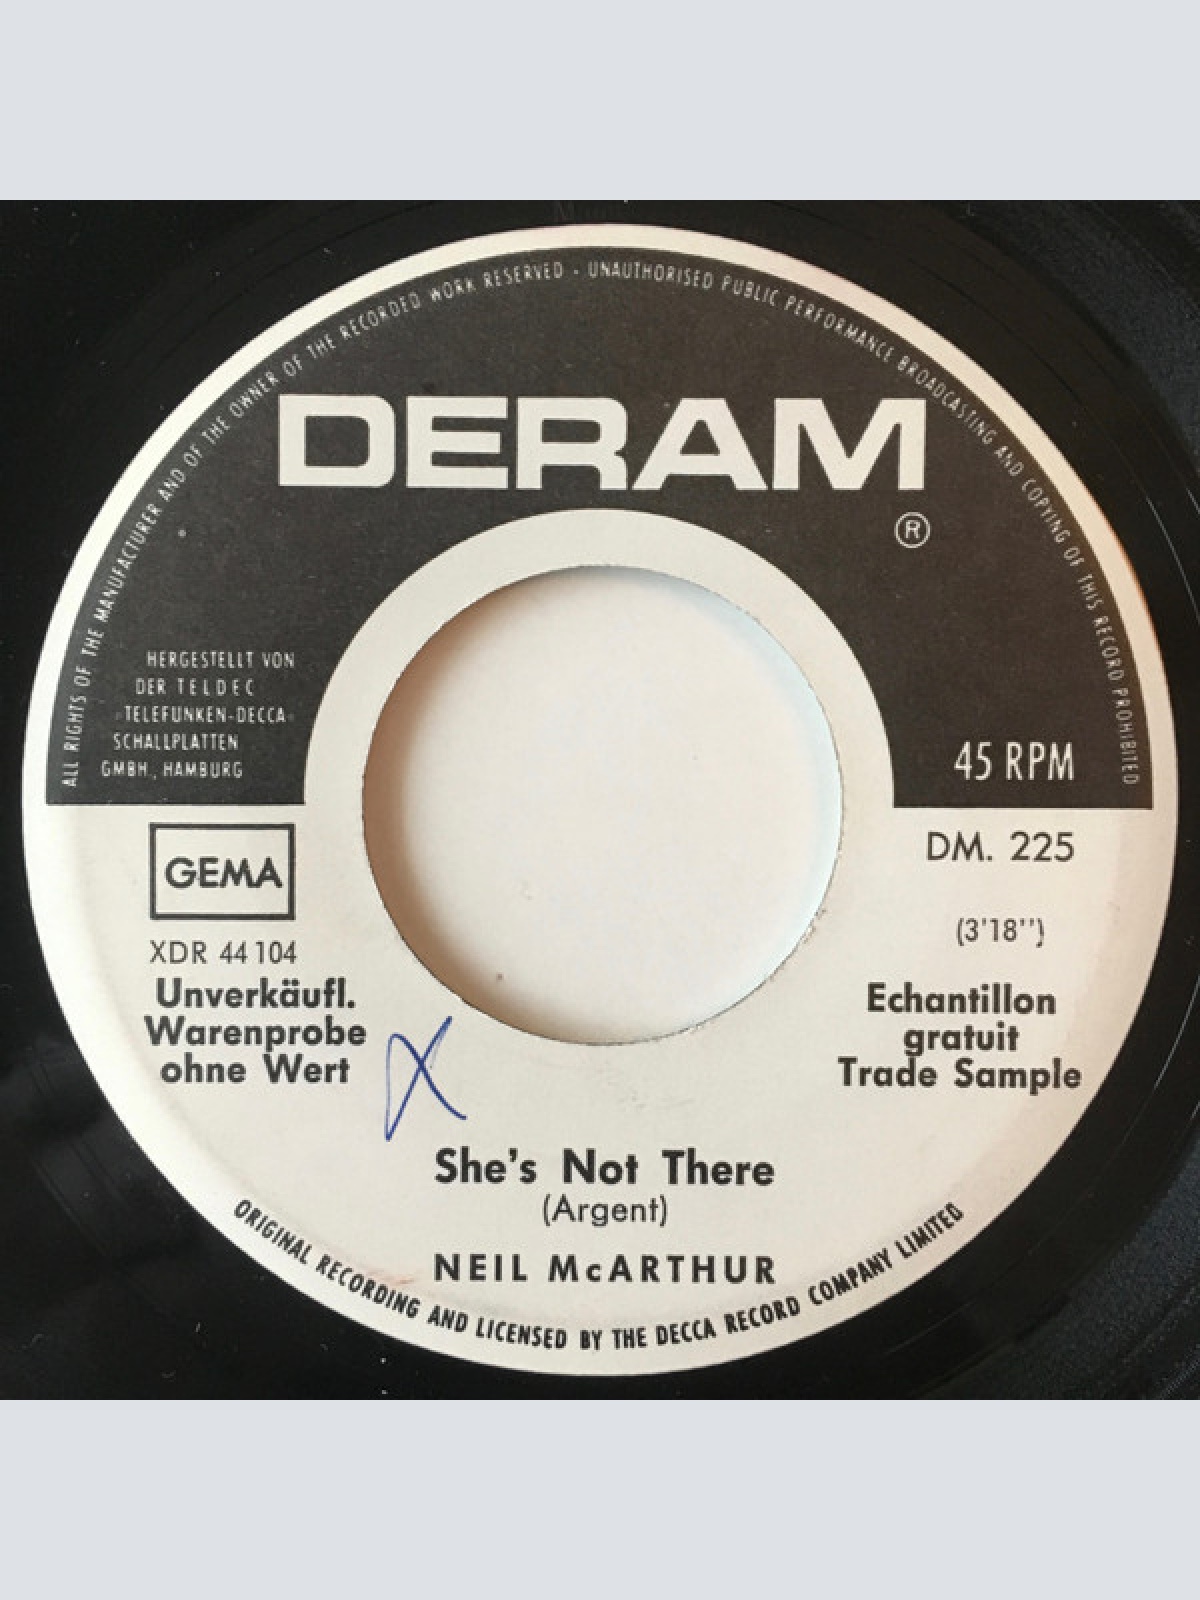 ALL RIGHTS OF THE MANUFACTURER AND OF THE OWNER OF THE RECORDED WORK RESERVED - UNAUTHORISED PUBLIC PERFORMANCE BROADCASTING AND COPYING OF THIS RECORD PROHIBITED
DERAM
®
HERGESTELLT VON
DER TELDEC
TELEFUNKEN-DECCA
SCHALLPLATTEN
GMBH., HAMBURG
45 RPM
GEMA
DM. 225
XDR 44 104
(3'18'')
Unverkäufl.
Warenprobe
ohne Wert
Echantillon
gratuit
Trade Sample
X
She's Not There
(Argent)
NEIL McARTHUR
ORIGINAL RECORDING AND LICENSED BY THE DECCA RECORD COMPANY LIMITED